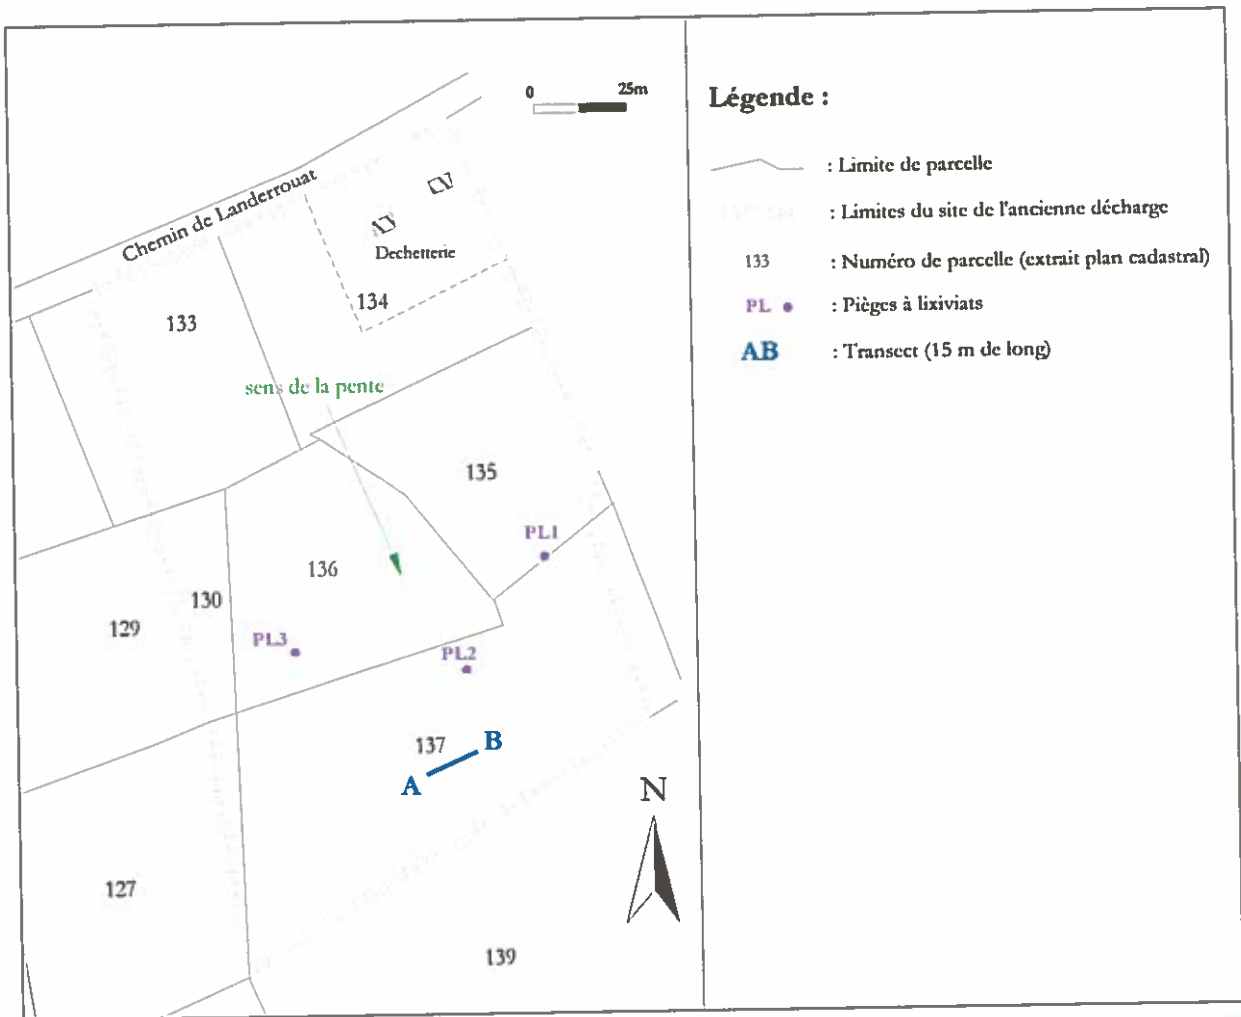 0 25m
Chemin de Landerrouat
Dechetterie
134
133
sens de la pente
135
PL1
136
130
129
PL3
PL2
137
B
A
N
127
139
Légende :
: Limite de parcelle
: Limites du site de l'ancienne décharge
133 : Numéro de parcelle (extrait plan cadastral)
PL : Pièges à lixiviats
AB : Transect (15 m de long)